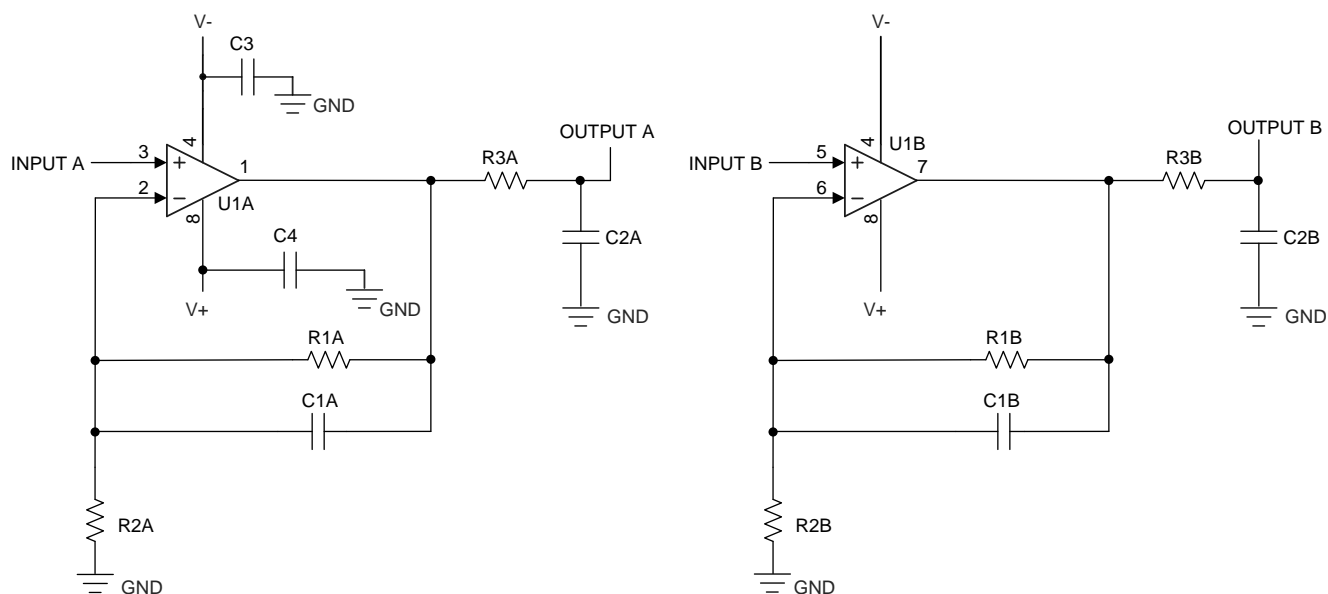 V-
C3
GND
4
INPUT A
3
2
1
U1A
8
C4
GND
V+
R3A
OUTPUT A
C2A
GND
R1A
C1A
R2A
GND
V-
4
U1B
INPUT B
5
6
7
8
V+
R3B
OUTPUT B
C2B
GND
R1B
C1B
R2B
GND